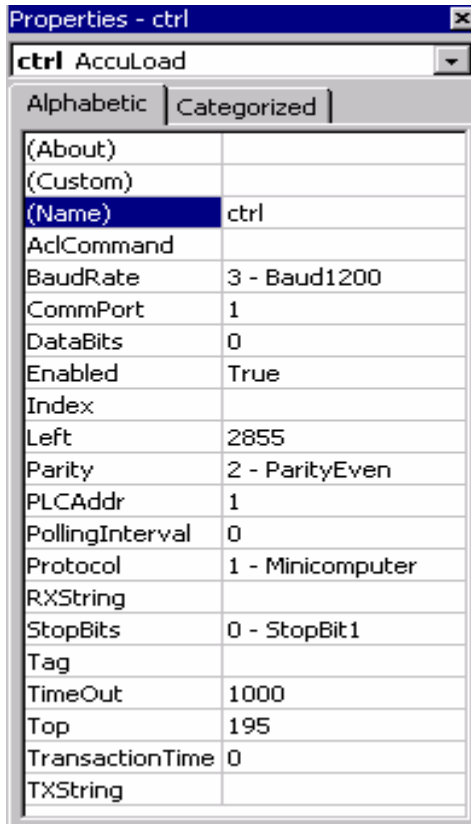 Properties - ctrl
ctrl AccuLoad
Alphabetic Categorized
(About)
(Custom)
(Name) ctrl
AclCommand
BaudRate 3 - Baud1200
CommPort 1
DataBits 0
Enabled True
Index
Left 2855
Parity 2 - ParityEven
PLCAddr 1
PollingInterval 0
Protocol 1 - Minicomputer
RXString
StopBits 0 - StopBit1
Tag
TimeOut 1000
Top 195
TransactionTime 0
TXString